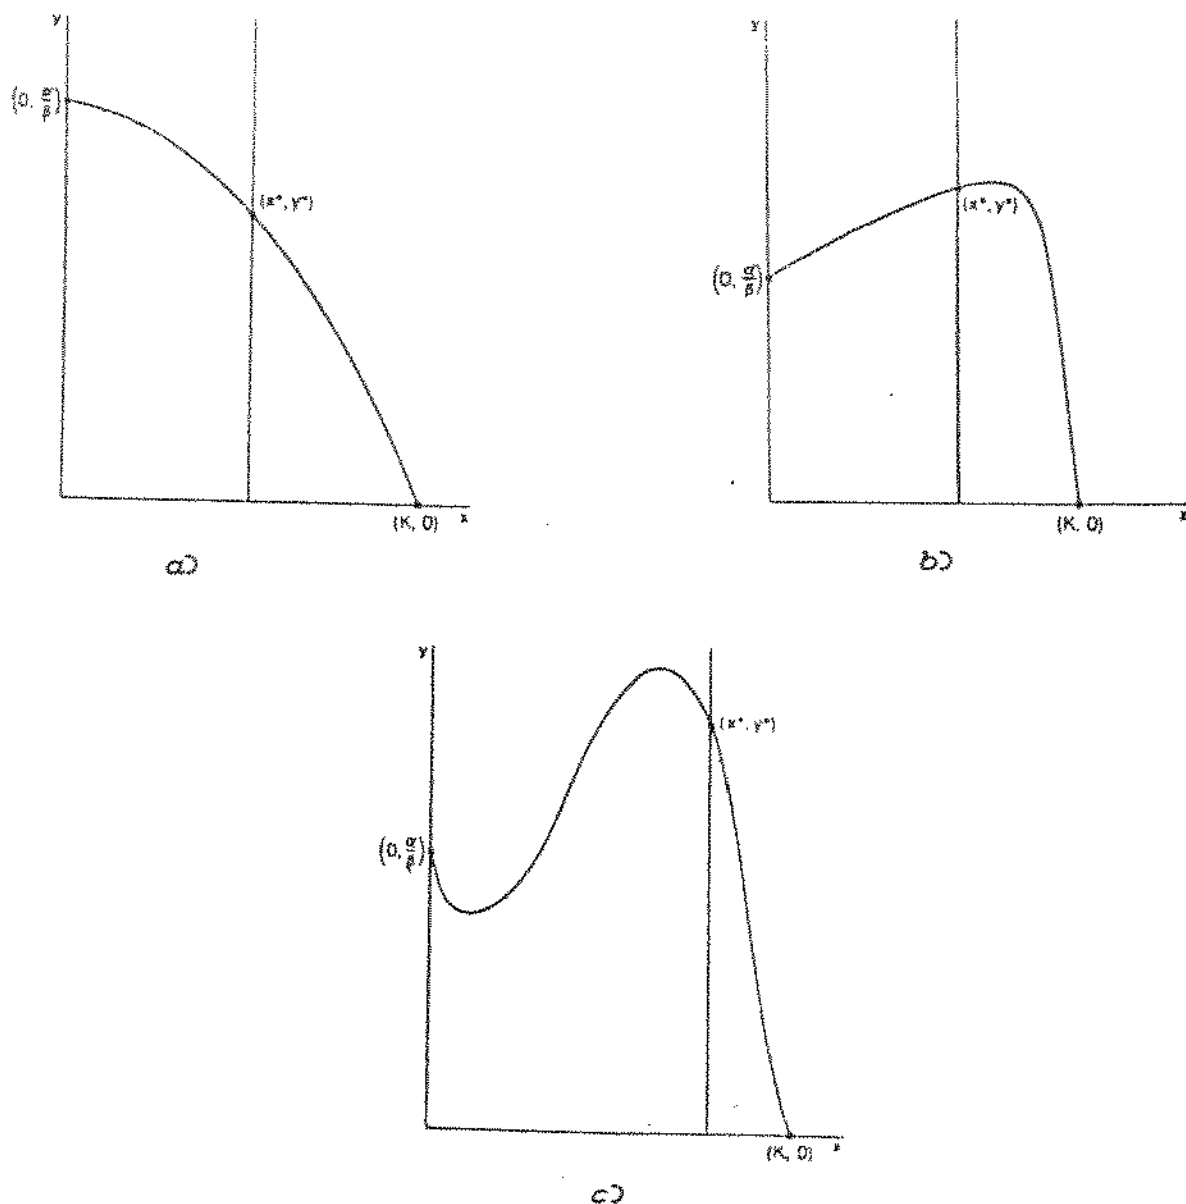 y
(0, α/β)
(x*, y*)
(K, 0)
x
a)
y
(0, α/β)
(x*, y*)
(K, 0)
x
b)
y
(0, α/β)
(x*, y*)
(K, 0)
x
c)